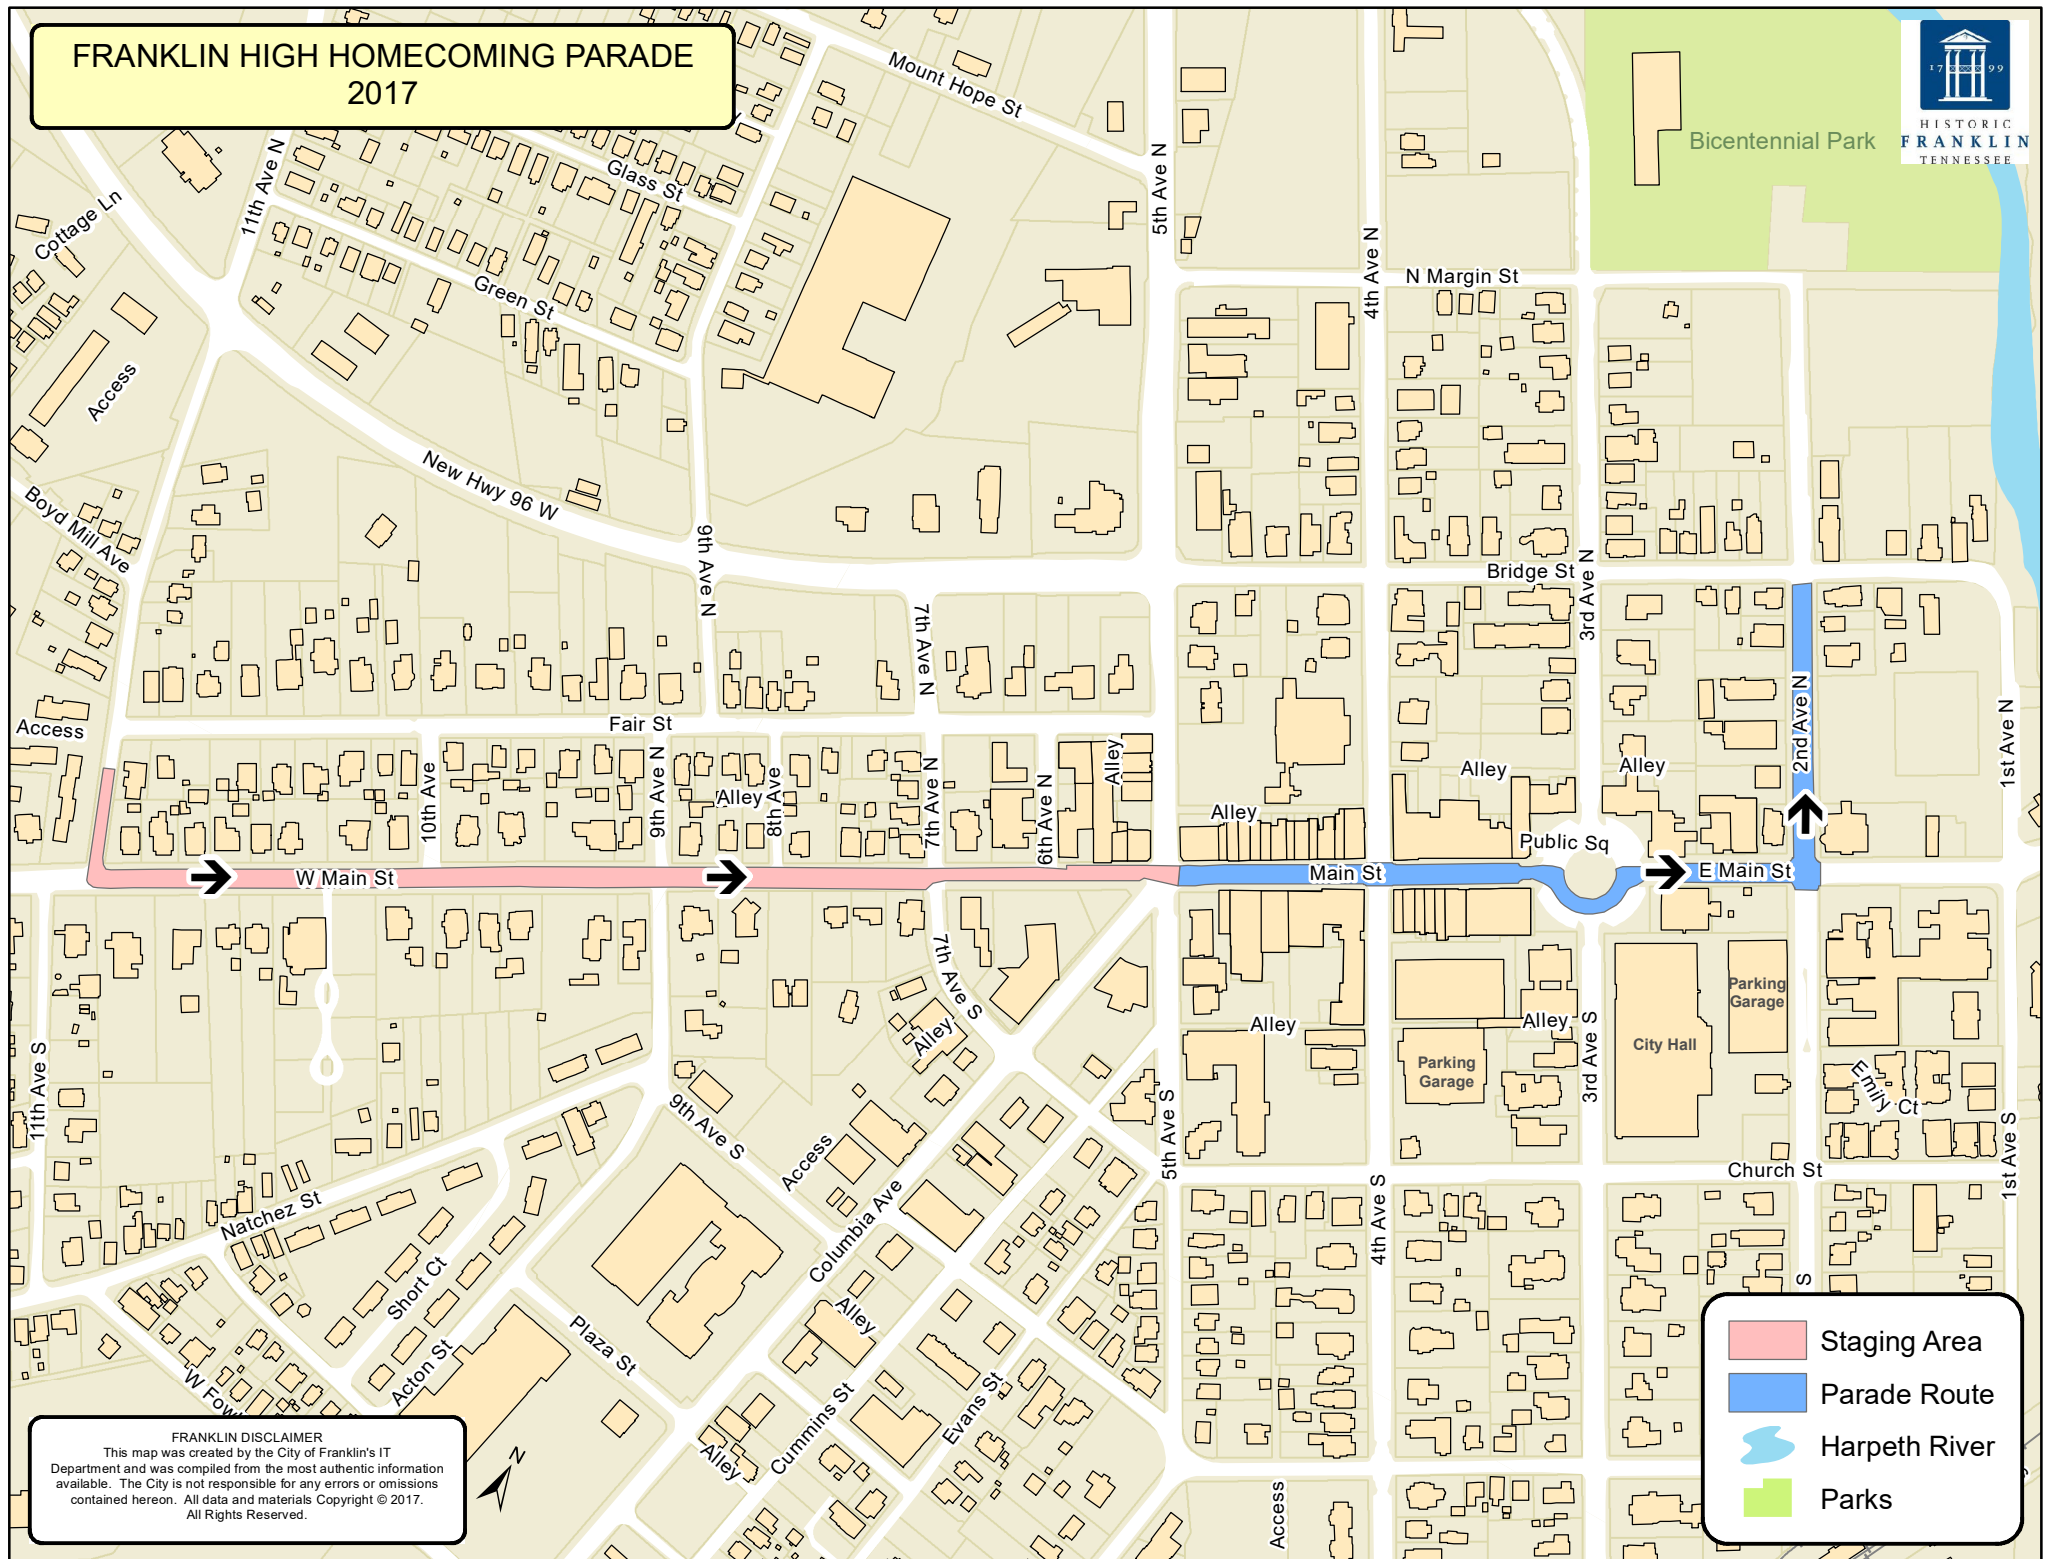 FRANKLIN HIGH HOMECOMING PARADE
2017
HISTORIC
FRANKLIN
TENNESSEE
17 99
Bicentennial Park
Mount Hope St
Glass St
11th Ave N
5th Ave N
4th Ave N
Cottage Ln
N Margin St
Green St
Access
New Hwy 96 W
Boyd Mill Ave
9th Ave N
Bridge St
3rd Ave N
7th Ave N
2nd Ave N
1st Ave N
Access
Fair St
Alley
Alley
Alley
10th Ave
9th Ave N
Alley
8th Ave
7th Ave N
6th Ave N
Alley
Public Sq
W Main St
Main St
E Main St
7th Ave S
Alley
Alley
Alley
Parking
Garage
City Hall
Parking
Garage
3rd Ave S
11th Ave S
Emily Ct
9th Ave S
Access
5th Ave S
1st Ave S
Church St
4th Ave S
Natchez St
Columbia Ave
Short Ct
S
Alley
Plaza St
Acton St
W Fowl
Cummins St
Evans St
Alley
Access
N
Staging Area
Parade Route
Harpeth River
Parks
FRANKLIN DISCLAIMER
This map was created by the City of Franklin's IT
Department and was compiled from the most authentic information
available. The City is not responsible for any errors or omissions
contained hereon. All data and materials Copyright © 2017.
All Rights Reserved.